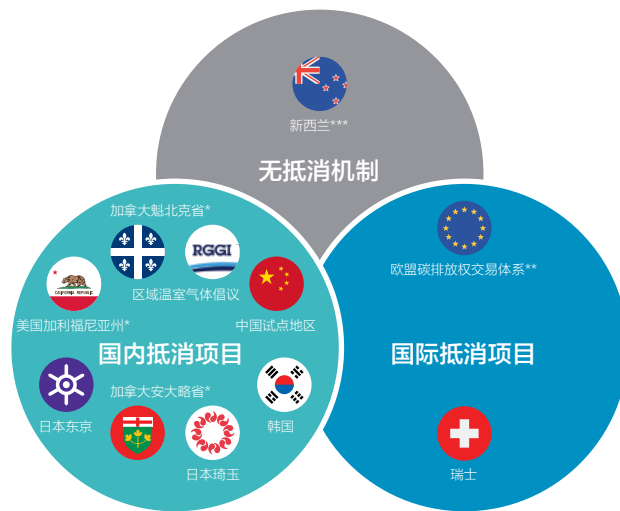 新西兰***
无抵消机制
加拿大魁北克省*
RGGI
区域温室气体倡议
CALIFORNIA REPUBLIC
美国加利福尼亚州*
中国试点地区
国内抵消项目
加拿大安大略省*
日本东京
韩国
日本琦玉
欧盟碳排放权交易体系**
国际抵消项目
瑞士